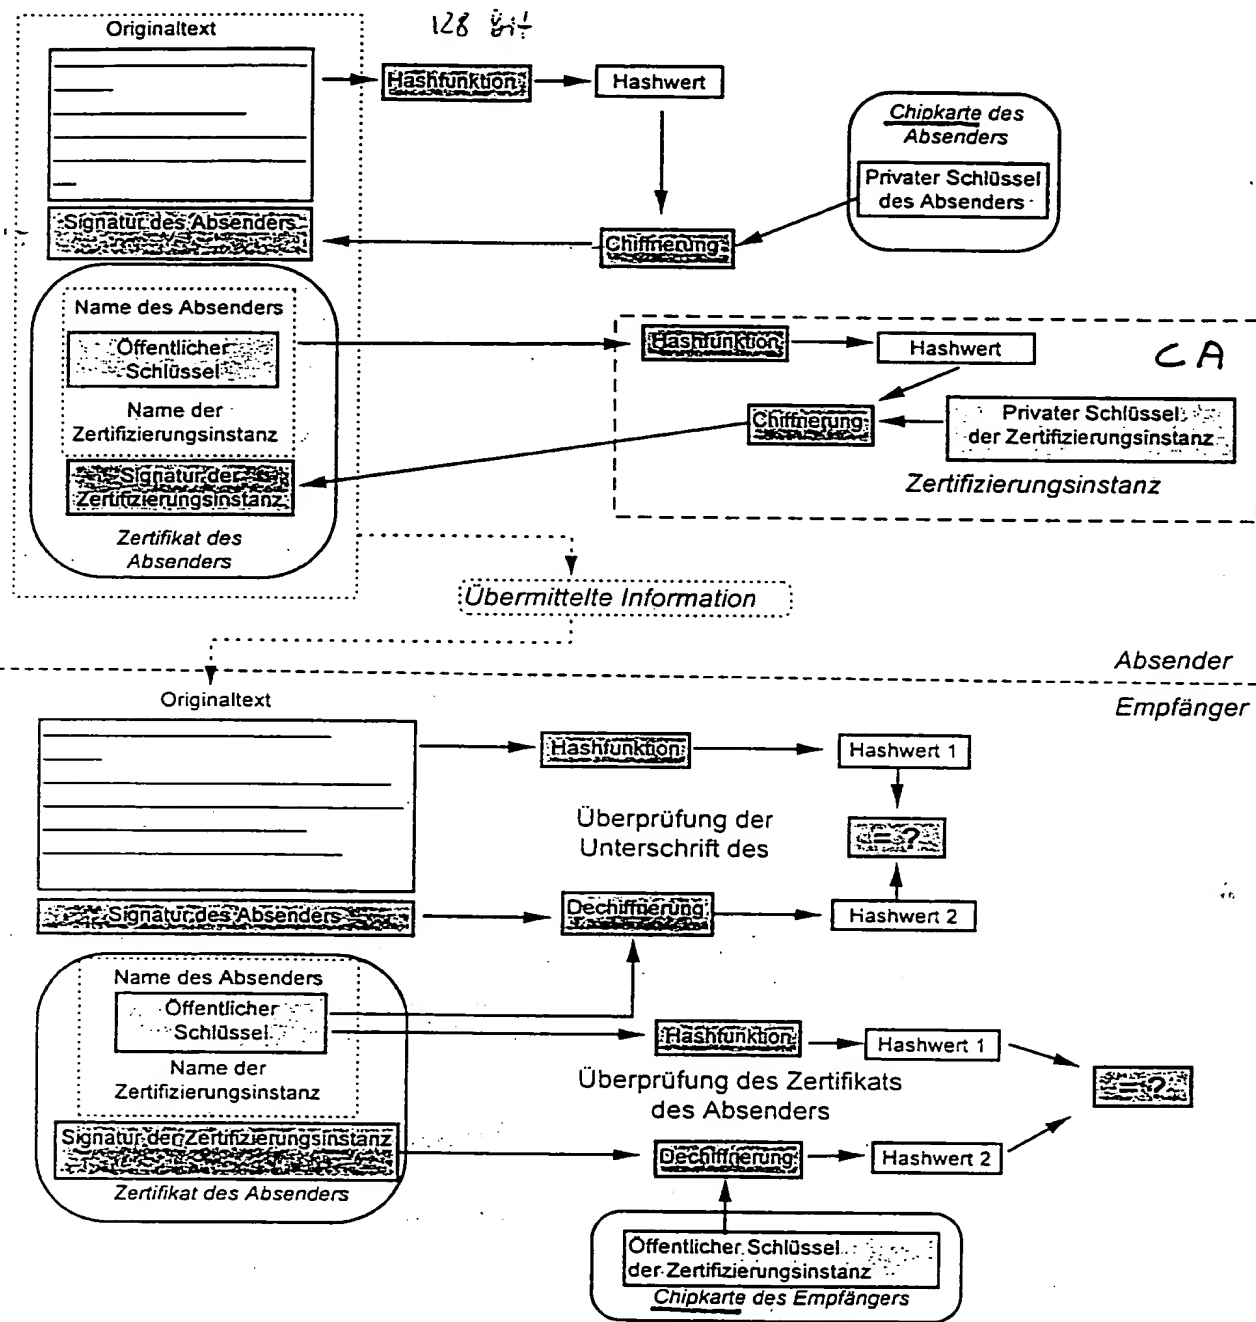 Originaltext
128 Bit
Hashfunktion
Hashwert
Chipkarte des
Absenders
Privater Schlüssel
des Absenders
Signatur des Absenders
Chiffrierung
Name des Absenders
Öffentlicher
Schlüssel
Name der
Zertifizierungsinstanz
Signatur der
Zertifizierungsinstanz
Zertifikat des
Absenders
Hashfunktion
Hashwert
CA
Chiffrierung
Privater Schlüssel
der Zertifizierungsinstanz
Zertifizierungsinstanz
Übermittelte Information
Absender
Empfänger
Originaltext
Hashfunktion
Hashwert 1
Überprüfung der
Unterschrift des
= ?
Signatur des Absenders
Dechiffrierung
Hashwert 2
Name des Absenders
Öffentlicher
Schlüssel
Name der
Zertifizierungsinstanz
Signatur der Zertifizierungsinstanz
Zertifikat des Absenders
Hashfunktion
Hashwert 1
Überprüfung des Zertifikats
des Absenders
= ?
Dechiffrierung
Hashwert 2
Öffentlicher Schlüssel
der Zertifizierungsinstanz
Chipkarte des Empfängers